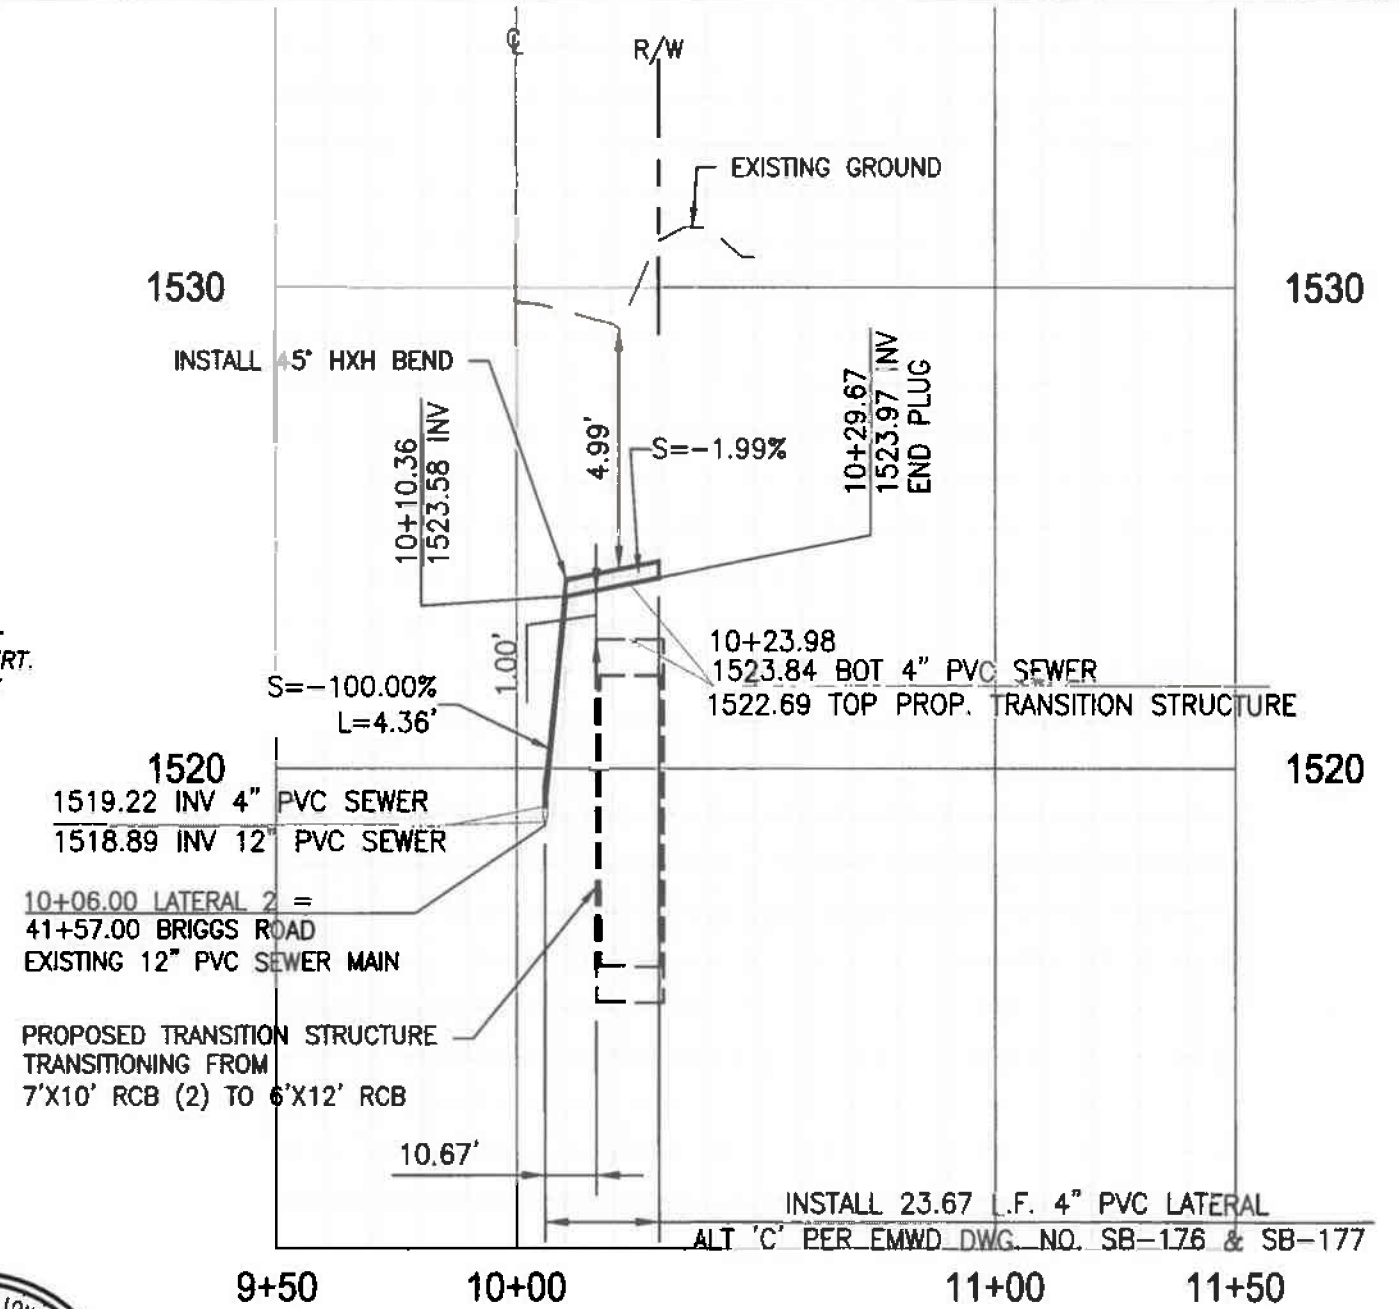 ℄
R/W
EXISTING GROUND
1530
1530
INSTALL 45° HXH BEND
10+10.36
1523.58 INV
4.99'
S=-1.99%
10+29.67
1523.97 INV
END PLUG
RT.
1.00'
10+23.98
1523.84 BOT 4" PVC SEWER
1522.69 TOP PROP. TRANSITION STRUCTURE
S=-100.00%
L=4.36'
1520
1520
1519.22 INV 4" PVC SEWER
1518.89 INV 12" PVC SEWER
10+06.00 LATERAL 2 =
41+57.00 BRIGGS ROAD
EXISTING 12" PVC SEWER MAIN
PROPOSED TRANSITION STRUCTURE
TRANSITIONING FROM
7'X10' RCB (2) TO 6'X12' RCB
10.67'
INSTALL 23.67 L.F. 4" PVC LATERAL
ALT 'C' PER EMWD DWG. NO. SB-176 & SB-177
9+50
10+00
11+00
11+50